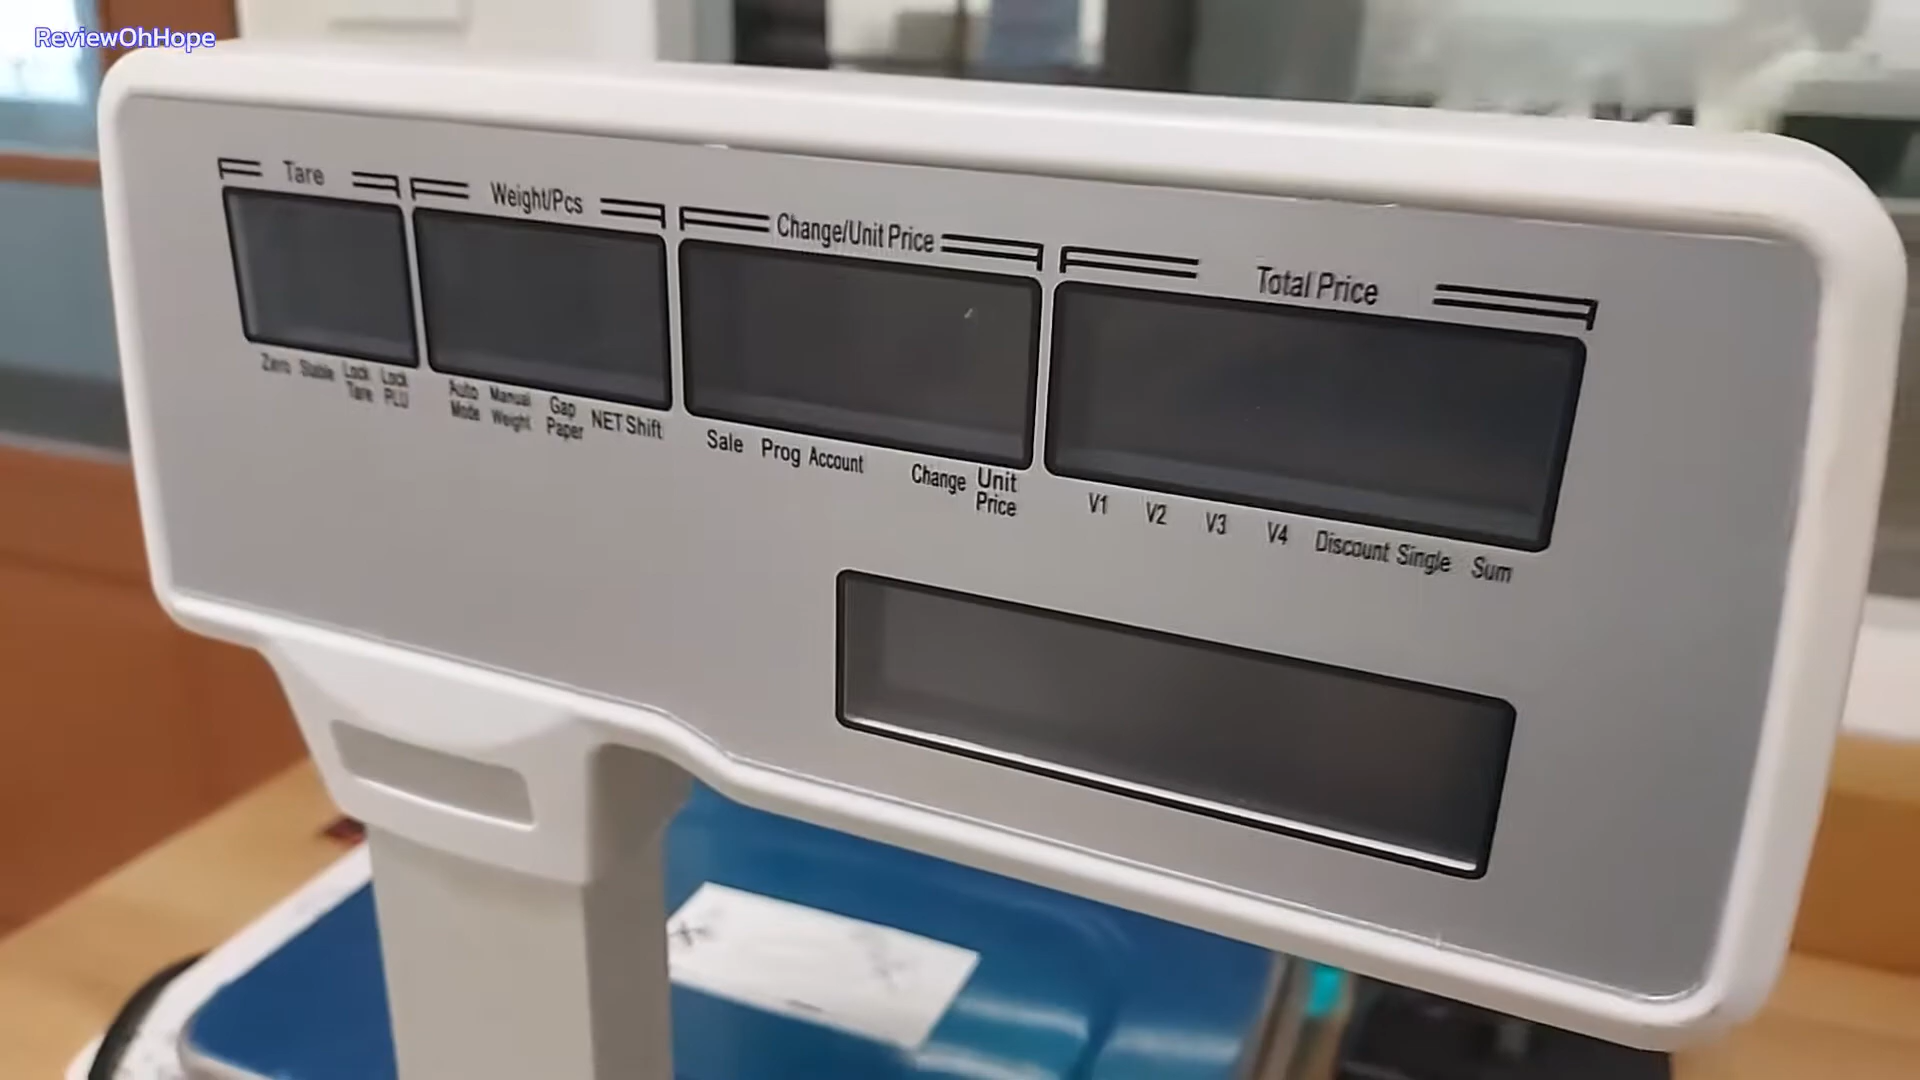 ReviewOhHope
Tare
Weight/Pcs
Change/Unit Price
Total Price
Zero Stable Lock Tare Lock PLU
Auto Mode Manual Weight Gap Paper NET Shift
Sale Prog Account Change Unit Price
V1 V2 V3 V4 Discount Single Sum